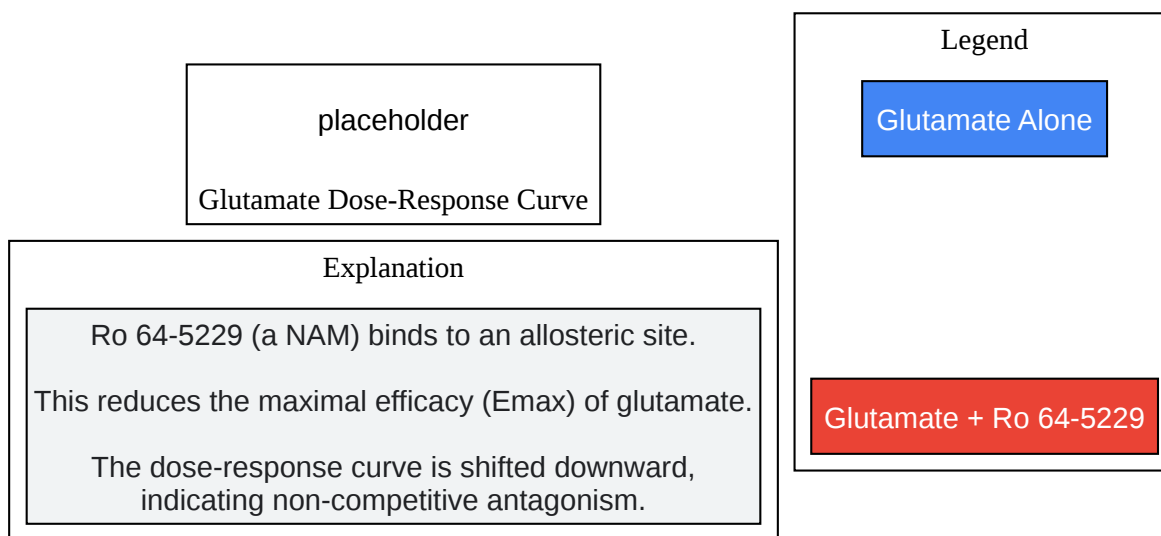 placeholder
Glutamate Dose-Response Curve
Explanation
Ro 64-5229 (a NAM) binds to an allosteric site.
This reduces the maximal efficacy (Emax) of glutamate.
The dose-response curve is shifted downward,
indicating non-competitive antagonism.
Legend
Glutamate Alone
Glutamate + Ro 64-5229